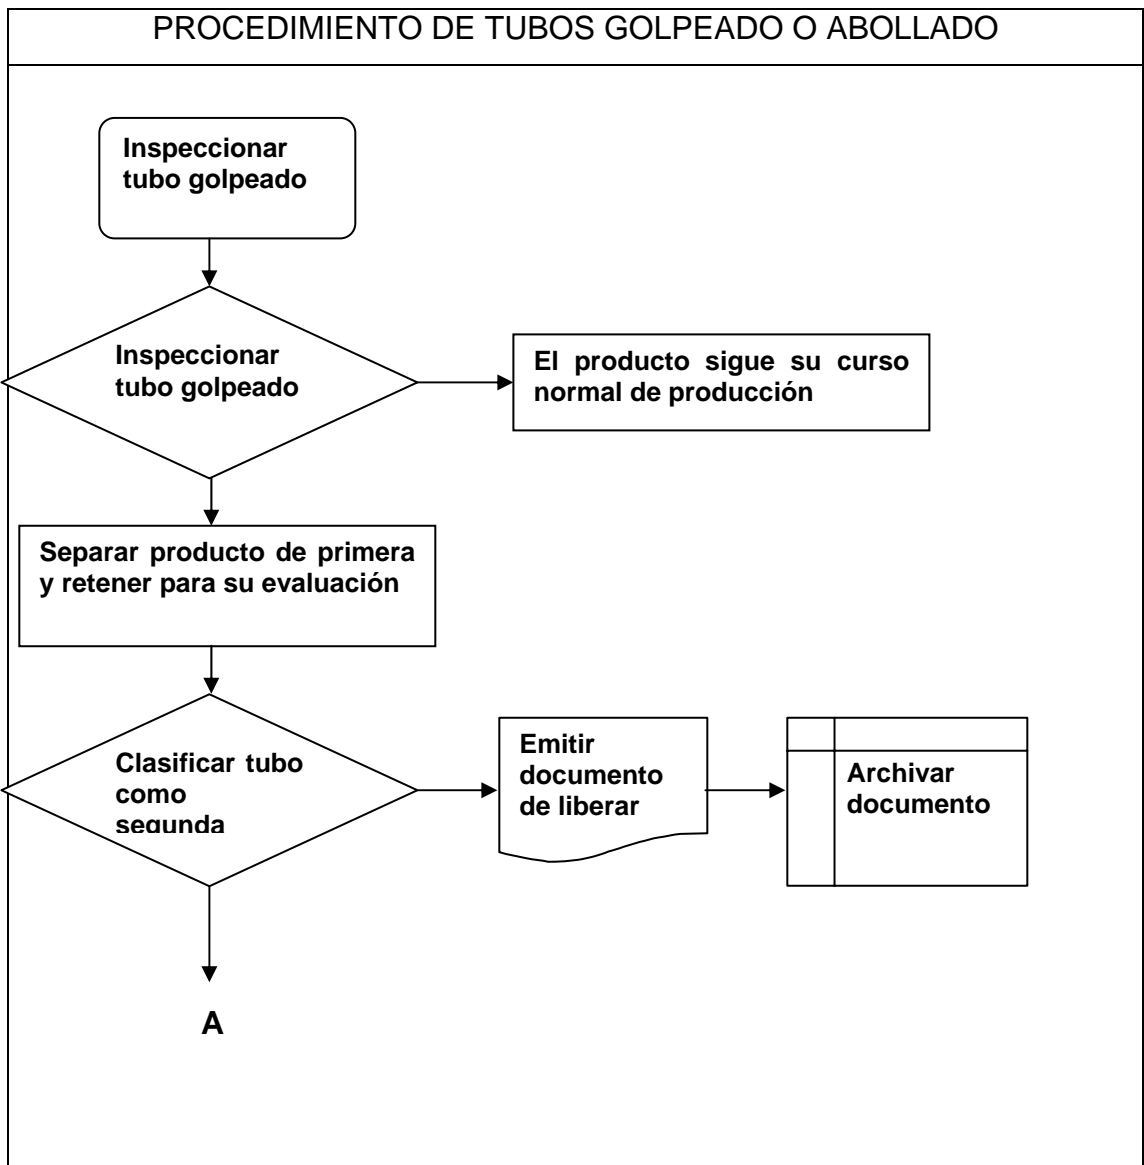 PROCEDIMIENTO DE TUBOS GOLPEADO O ABOLLADO
Inspeccionar
tubo golpeado
Inspeccionar
tubo golpeado
El producto sigue su curso
normal de producción
Separar producto de primera
y retener para su evaluación
Clasificar tubo
como
segunda
Emitir
documento
de liberar
Archivar
documento
A